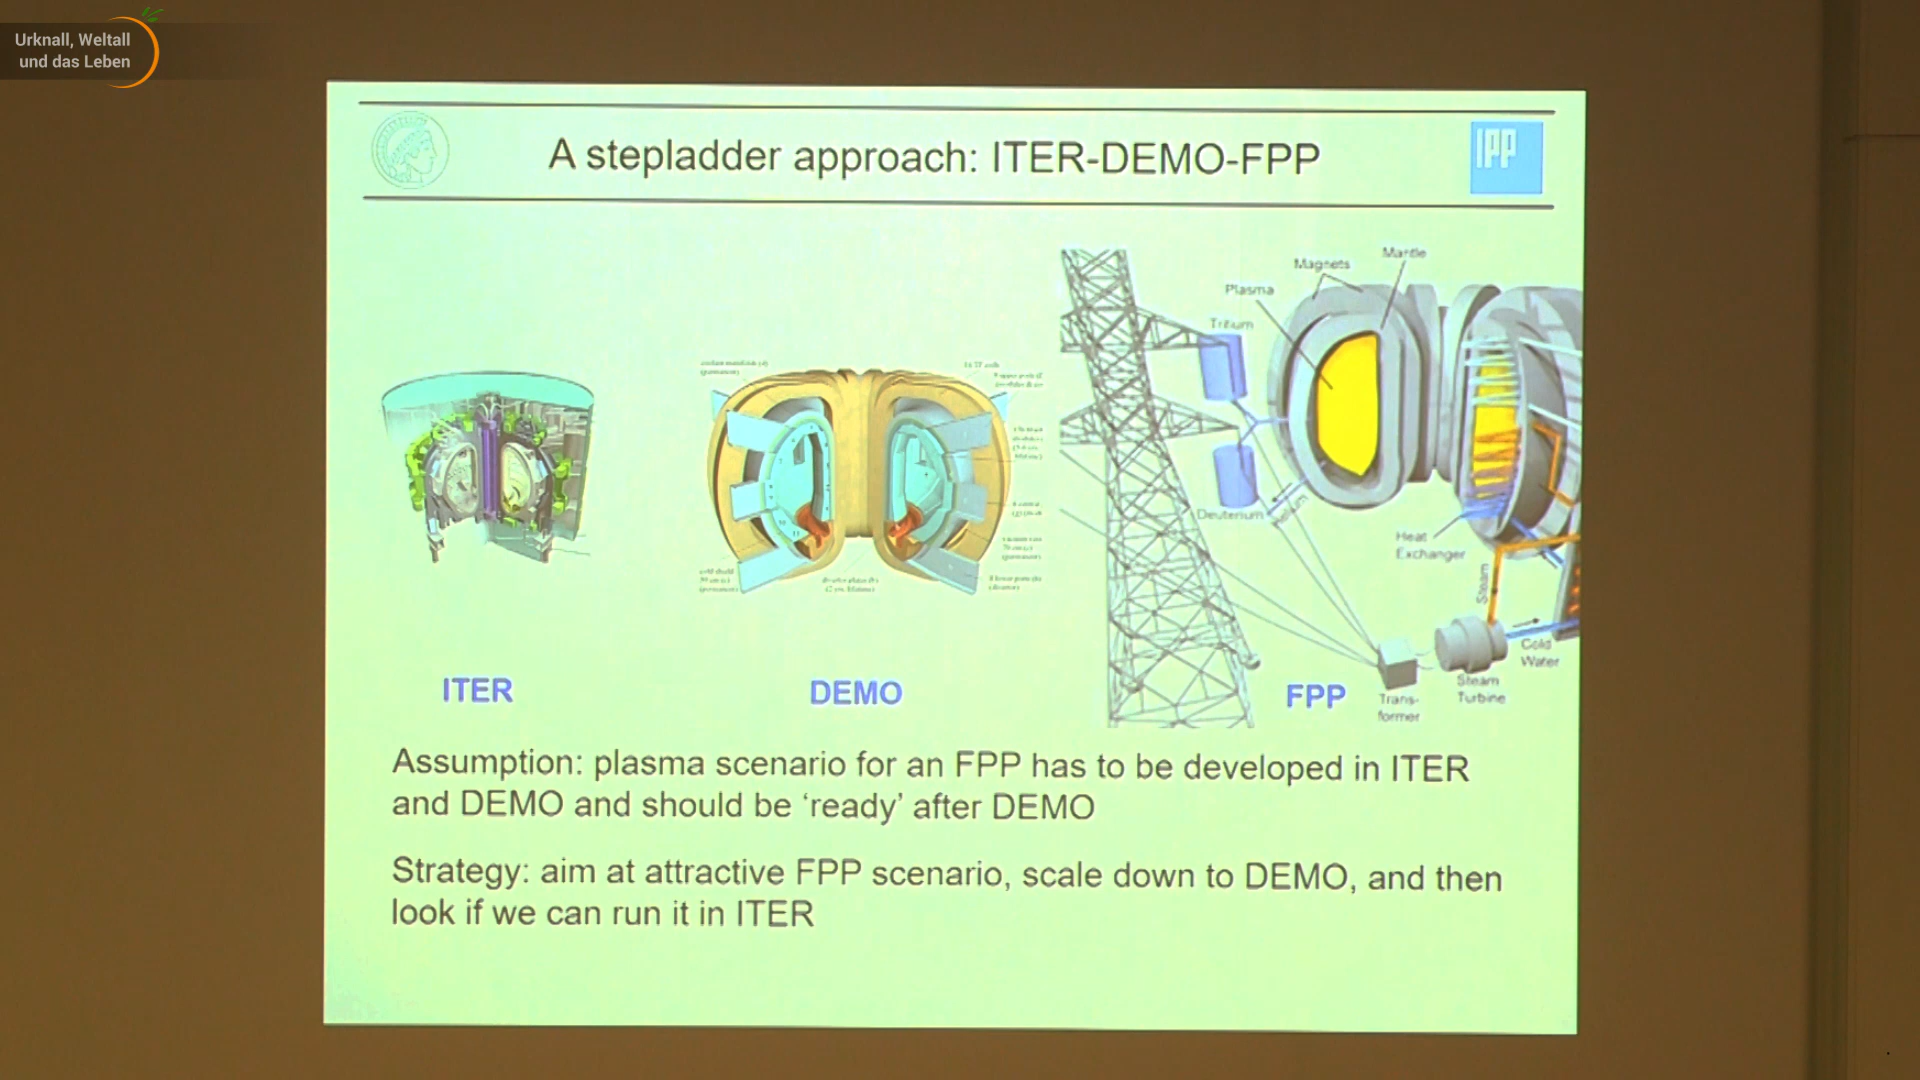 Urknall, Weltall
und das Leben
A stepladder approach: ITER-DEMO-FPP
IPP
Mantle
Magnets
Plasma
Tritium
Deuterium
Helium
Heat
Exchanger
Steam
Cold
Water
Steam
Turbine
Trans-
former
ITER
DEMO
FPP
Assumption: plasma scenario for an FPP has to be developed in ITER
and DEMO and should be ‘ready’ after DEMO
Strategy: aim at attractive FPP scenario, scale down to DEMO, and then
look if we can run it in ITER